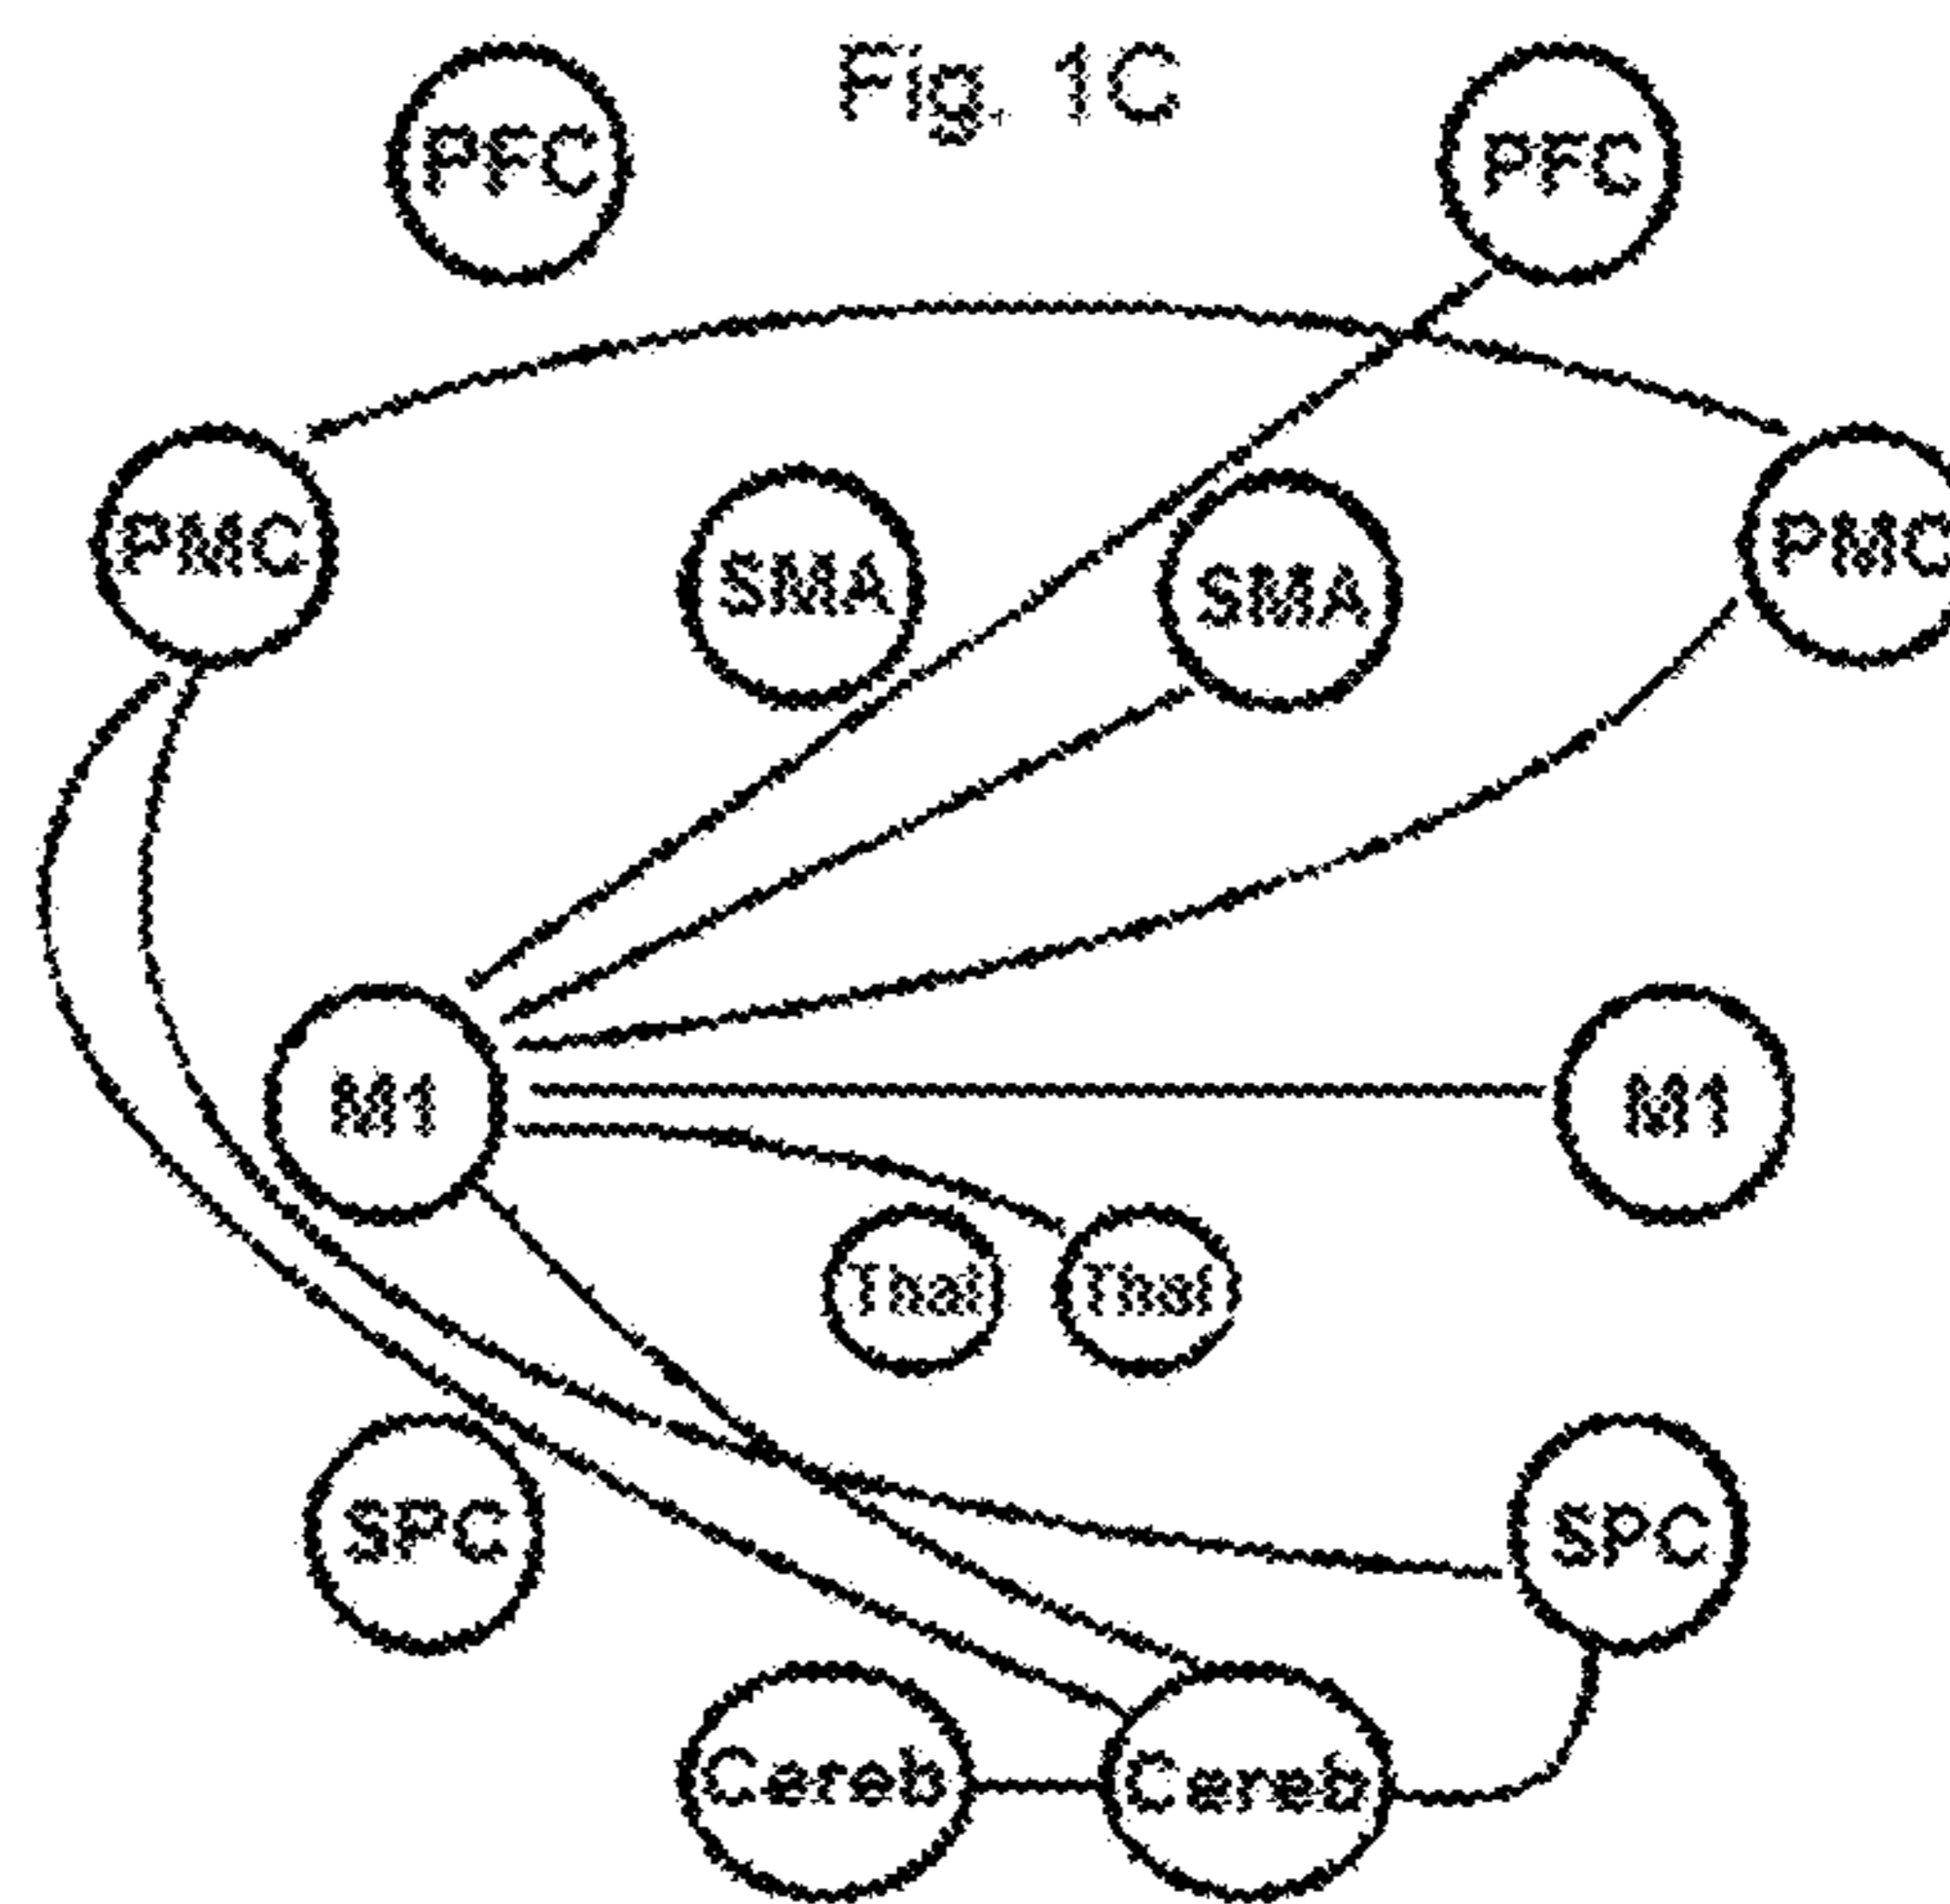 Fig. 1C
PFC
PFC
PMC
SMA
SMA
PMC
M1
M1
Thal
Thal
SPC
SPC
Cereb
Cereb